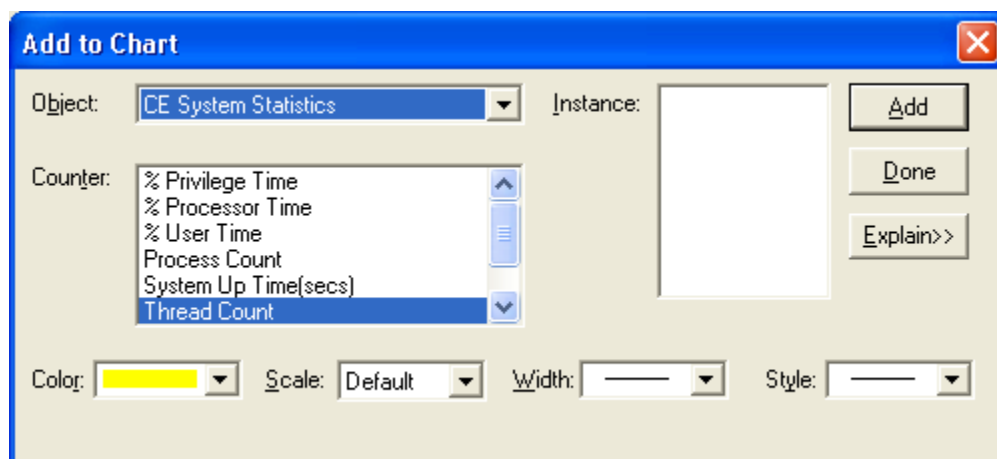 Add to Chart
Object:
CE System Statistics
Instance:
Add
Counter:
% Privilege Time
% Processor Time
% User Time
Process Count
System Up Time(secs)
Thread Count
Done
Explain>>
Color:
Scale:
Default
Width:
Style: